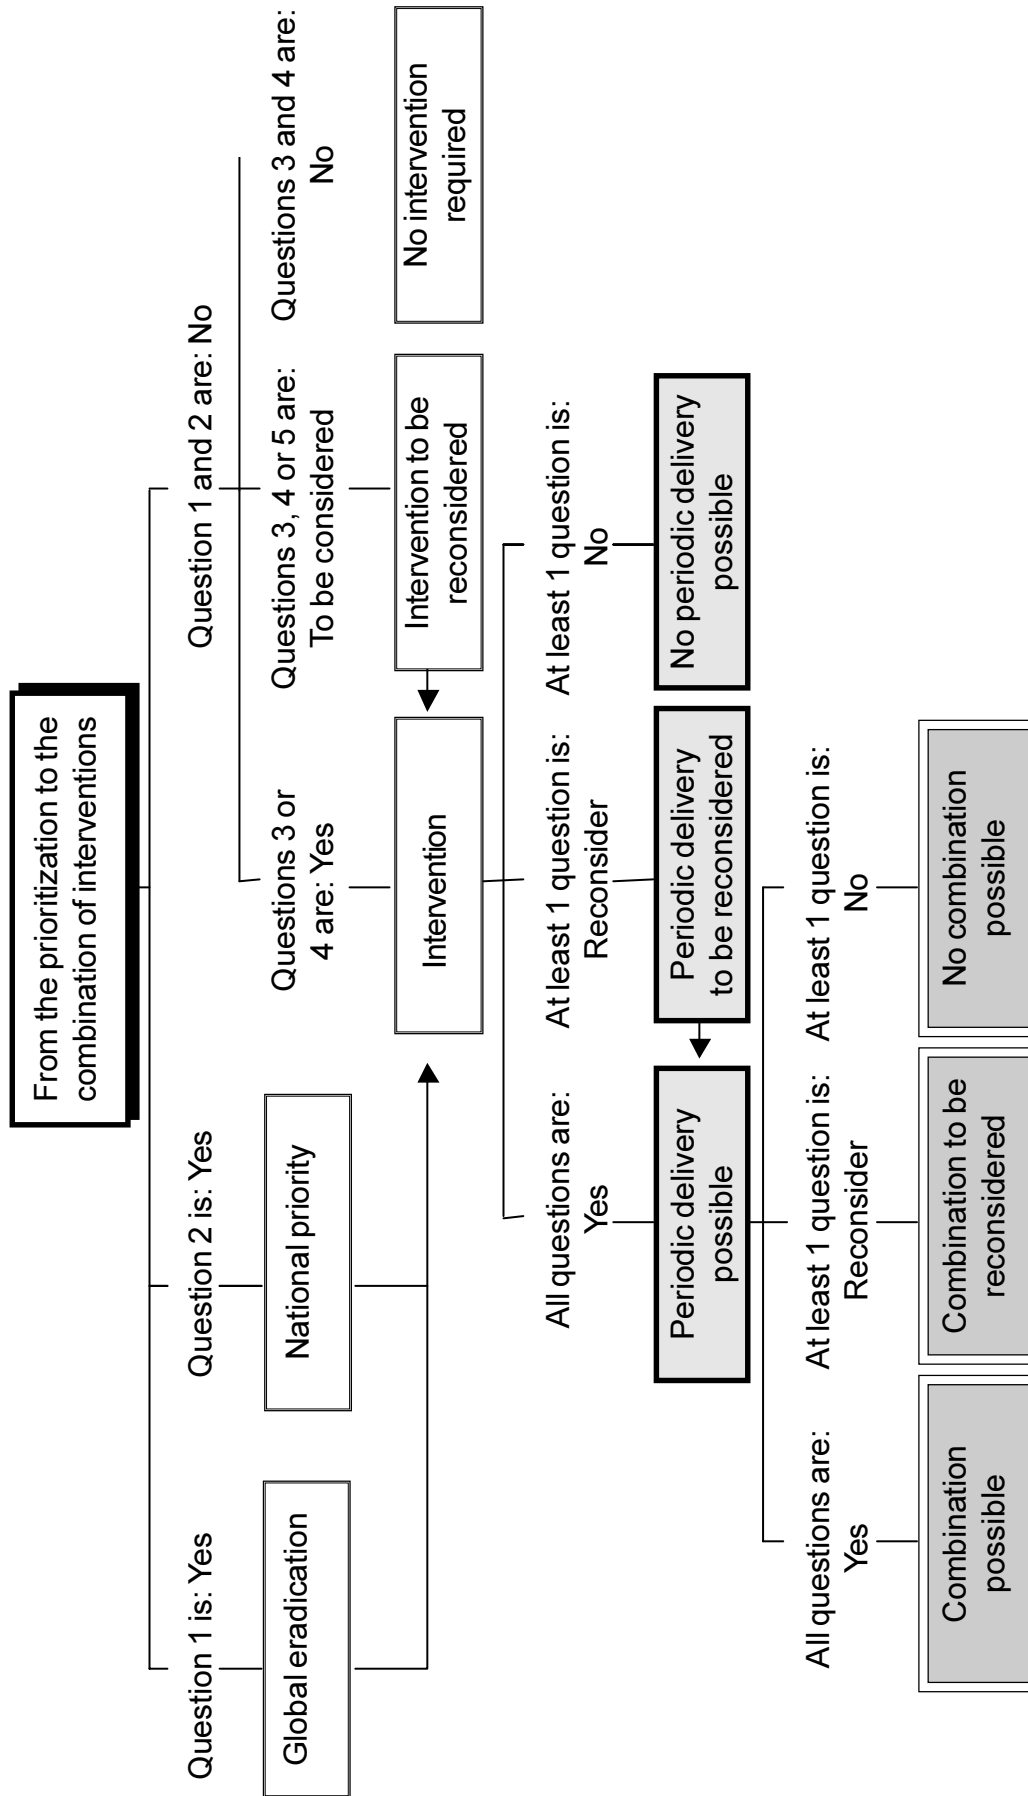 From the prioritization to the
combination of interventions
Question 1 is: Yes
Question 2 is: Yes
Question 1 and 2 are: No
Global eradication
National priority
Questions 3 or
4 are: Yes
Questions 3, 4 or 5 are:
To be considered
Questions 3 and 4 are:
No
Intervention
Intervention to be
reconsidered
No intervention
required
All questions are:
Yes
At least 1 question is:
Reconsider
At least 1 question is:
No
Periodic delivery
possible
Periodic delivery
to be reconsidered
No periodic delivery
possible
All questions are:
Yes
At least 1 question is:
Reconsider
At least 1 question is:
No
Combination
possible
Combination to be
reconsidered
No combination
possible